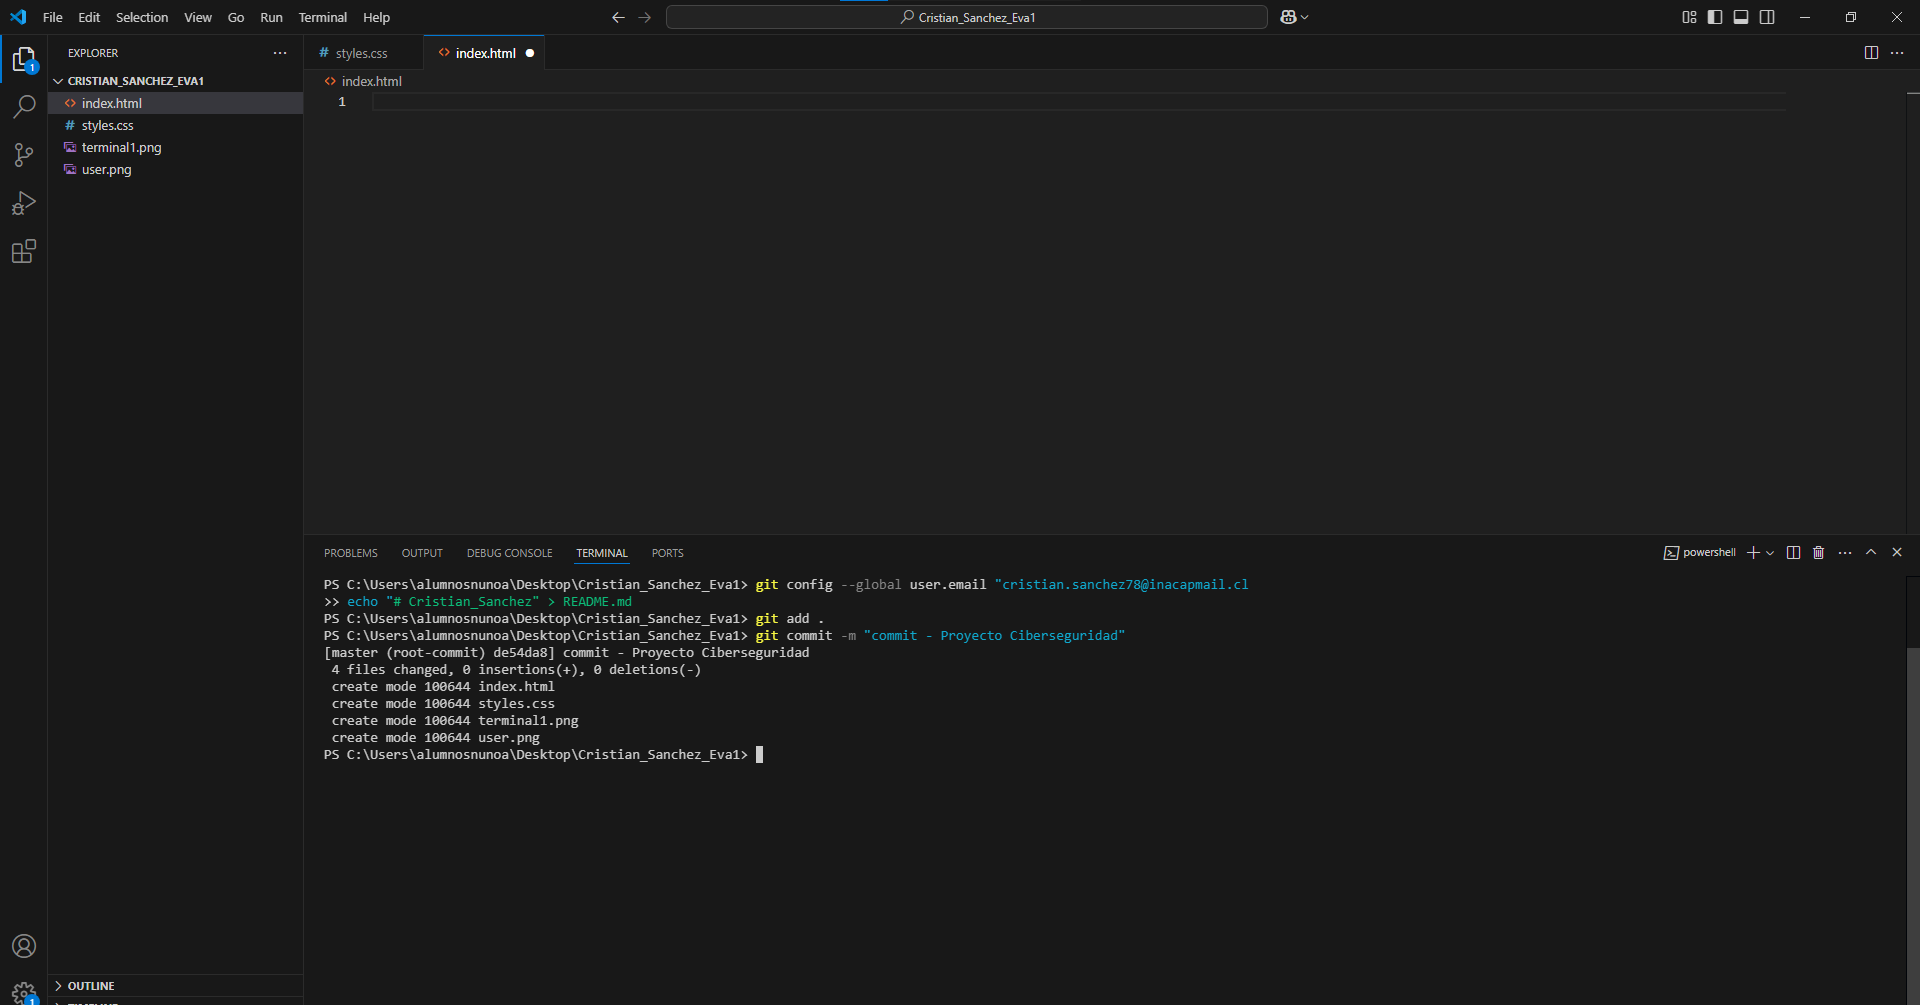 File Edit Selection View Go Run Terminal Help
Cristian_Sanchez_Eva1
EXPLORER
CRISTIAN_SANCHEZ_EVA1
index.html
styles.css
terminal1.png
user.png
styles.css
index.html
index.html
1
PROBLEMS OUTPUT DEBUG CONSOLE TERMINAL PORTS
powershell
PS C:\Users\alumnosnunoa\Desktop\Cristian_Sanchez_Eva1> git config --global user.email "cristian.sanchez78@inacapmail.cl
>> echo "# Cristian_Sanchez" > README.md
PS C:\Users\alumnosnunoa\Desktop\Cristian_Sanchez_Eva1> git add .
PS C:\Users\alumnosnunoa\Desktop\Cristian_Sanchez_Eva1> git commit -m "commit - Proyecto Ciberseguridad"
[master (root-commit) de54da8] commit - Proyecto Ciberseguridad
4 files changed, 0 insertions(+), 0 deletions(-)
create mode 100644 index.html
create mode 100644 styles.css
create mode 100644 terminal1.png
create mode 100644 user.png
PS C:\Users\alumnosnunoa\Desktop\Cristian_Sanchez_Eva1>
1
OUTLINE
1